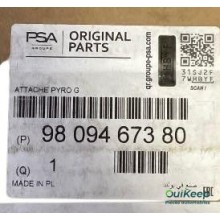 PSA
GROUPE
ORIGINAL
PARTS
qr.groupe-psa.com
SCAN!
ATTACHE PYRO G
(P) 98 094 673 80
(Q) 1
MADE IN PL
OuiKeep